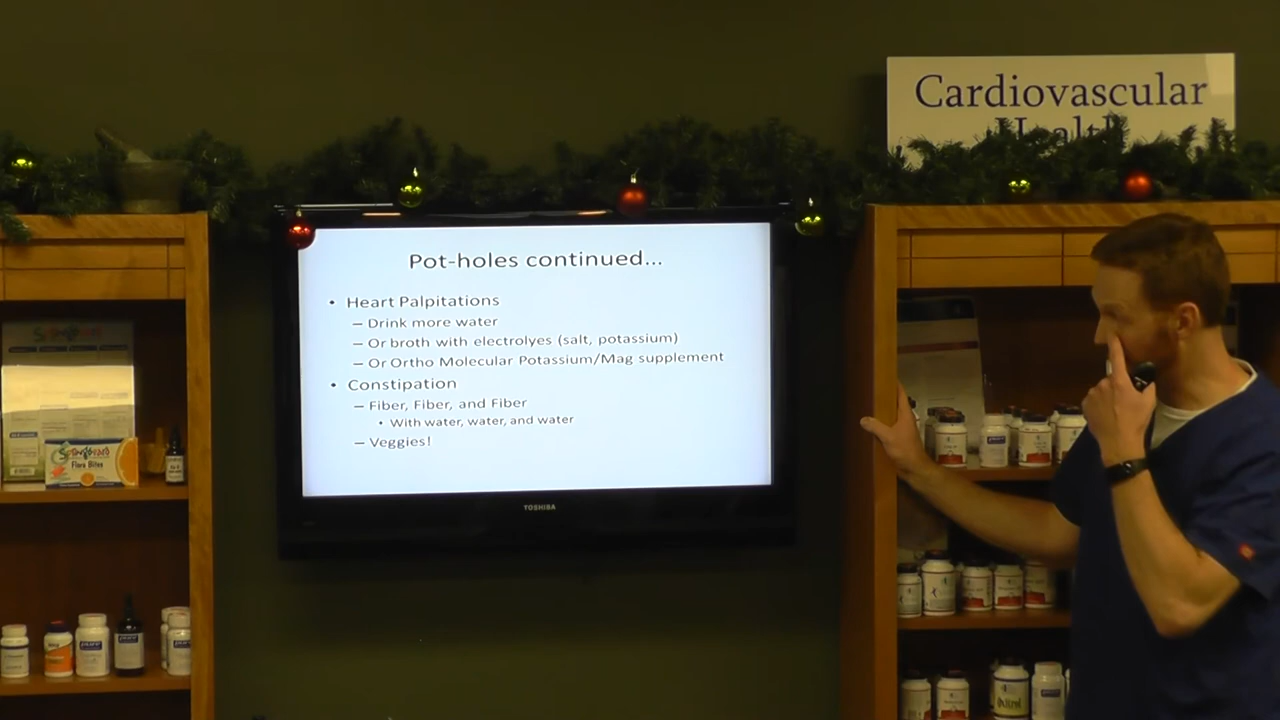 Cardiovascular
Health
Pot-holes continued...
• Heart Palpitations
– Drink more water
– Or broth with electrolyes (salt, potassium)
– Or Ortho Molecular Potassium/Mag supplement
• Constipation
– Fiber, Fiber, and Fiber
• With water, water, and water
– Veggies!
TOSHIBA
Flora Bites